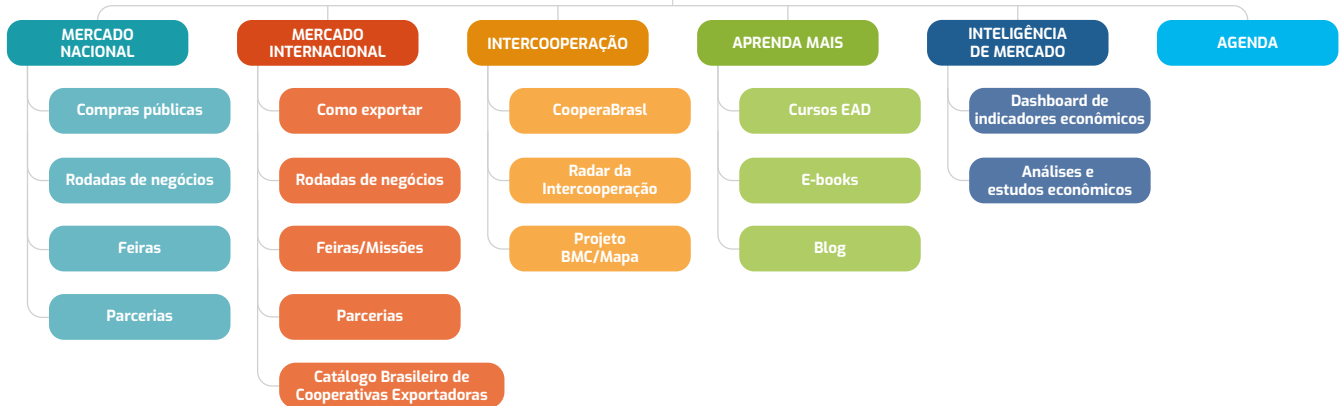 MERCADO
NACIONAL
Compras públicas
Rodadas de negócios
Feiras
Parcerias
MERCADO
INTERNACIONAL
Como exportar
Rodadas de negócios
Feiras/Missões
Parcerias
Catálogo Brasileiro de
Cooperativas Exportadoras
INTERCOOPERAÇÃO
CooperaBrasl
Radar da
Intercooperação
Projeto
BMC/Mapa
APRENDA MAIS
Cursos EAD
E-books
Blog
INTELIGÊNCIA
DE MERCADO
Dashboard de
indicadores econômicos
Análises e
estudos econômicos
AGENDA